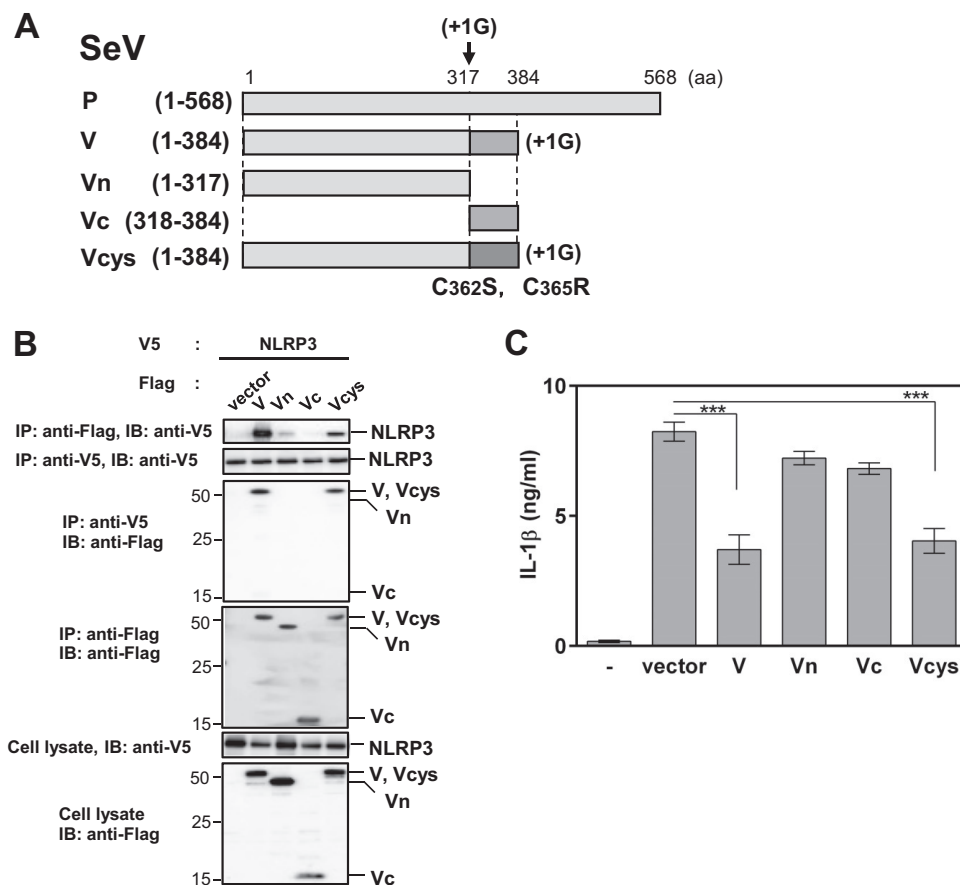 A
SeV
(+1G)
1 317 384 568 (aa)
P (1-568)
V (1-384) (+1G)
Vn (1-317)
Vc (318-384)
Vcys (1-384) (+1G)
C362S, C365R
B
V5 : NLRP3
Flag : vector V Vn Vc Vcys
IP: anti-Flag, IB: anti-V5 NLRP3
IP: anti-V5, IB: anti-V5 NLRP3
50 V, Vcys
Vn
IP: anti-V5
IB: anti-Flag
25
15 Vc
50 V, Vcys
Vn
IP: anti-Flag
IB: anti-Flag
25
15 Vc
Cell lysate, IB: anti-V5 NLRP3
50 V, Vcys
Vn
25
Cell lysate
IB: anti-Flag
15 Vc
C
IL-1β (ng/ml)
10
5
0
*** ***
- vector V Vn Vc Vcys